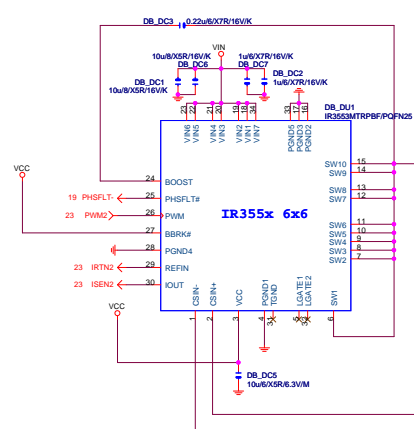 DB_DC3 0.22u/6/X7R/16V/K
10u/8/X5R/16V/K VIN 1u/6/X7R/16V/K
DB_DC6 DB_DC7
DB_DC1 DB_DC2
10u/8/X5R/16V/K 1u/6/X7R/16V/K
DB_DU1
IR3553MTRPBF/PQFN25
23 22 21 20 3 19 18 34 33 17 16
VIN6 VIN5 VIN4 VIN3 VIN2 VIN1 VIN7 PGND5 PGND3 PGND2
VCC
SW10 15
SW9 14
24 BOOST
SW8 13
19 PHSFLT- 25 PHSFLT#
SW7 12
23 PWM2 26 PWM
IR355x 6x6
SW6 11
27 BBRK#
SW5 10
SW4 9
28 PGND4
SW3 8
SW2 7
23 IRTN2 29 REFIN
23 ISEN2 30 IOUT
CSIN- CSIN+ VCC PGND1 TGND LGATE1 LGATE2 SW1
1 2 3 4 31 5 32 6
VCC
DB_DC5
10u/6/X5R/6.3V/M